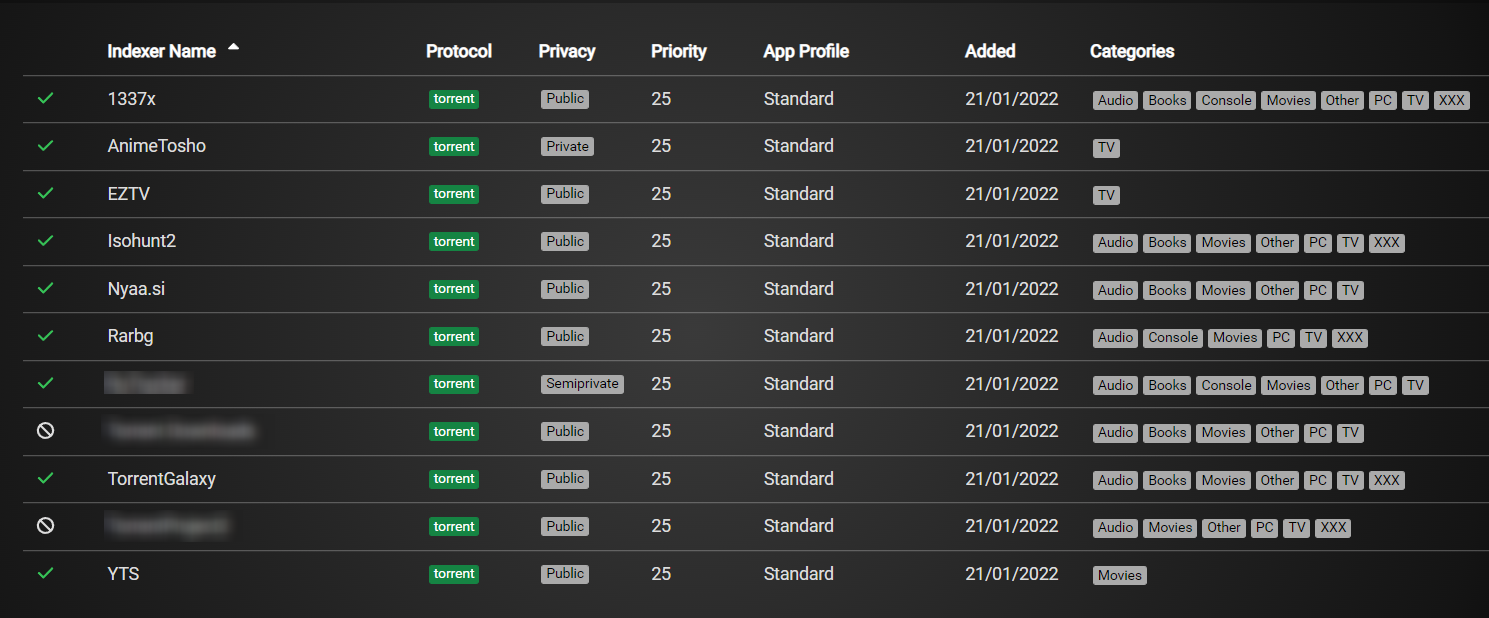 Indexer Name Protocol Privacy Priority App Profile Added Categories
1337x torrent Public 25 Standard 21/01/2022 Audio Books Console Movies Other PC TV XXX
AnimeTosho torrent Private 25 Standard 21/01/2022 TV
EZTV torrent Public 25 Standard 21/01/2022 TV
Isohunt2 torrent Public 25 Standard 21/01/2022 Audio Books Movies Other PC TV XXX
Nyaa.si torrent Public 25 Standard 21/01/2022 Audio Books Movies Other PC TV
Rarbg torrent Public 25 Standard 21/01/2022 Audio Console Movies PC TV XXX
torrent Semiprivate 25 Standard 21/01/2022 Audio Books Console Movies Other PC TV
torrent Public 25 Standard 21/01/2022 Audio Books Movies Other PC TV
TorrentGalaxy torrent Public 25 Standard 21/01/2022 Audio Books Movies Other PC TV XXX
torrent Public 25 Standard 21/01/2022 Audio Movies Other PC TV XXX
YTS torrent Public 25 Standard 21/01/2022 Movies